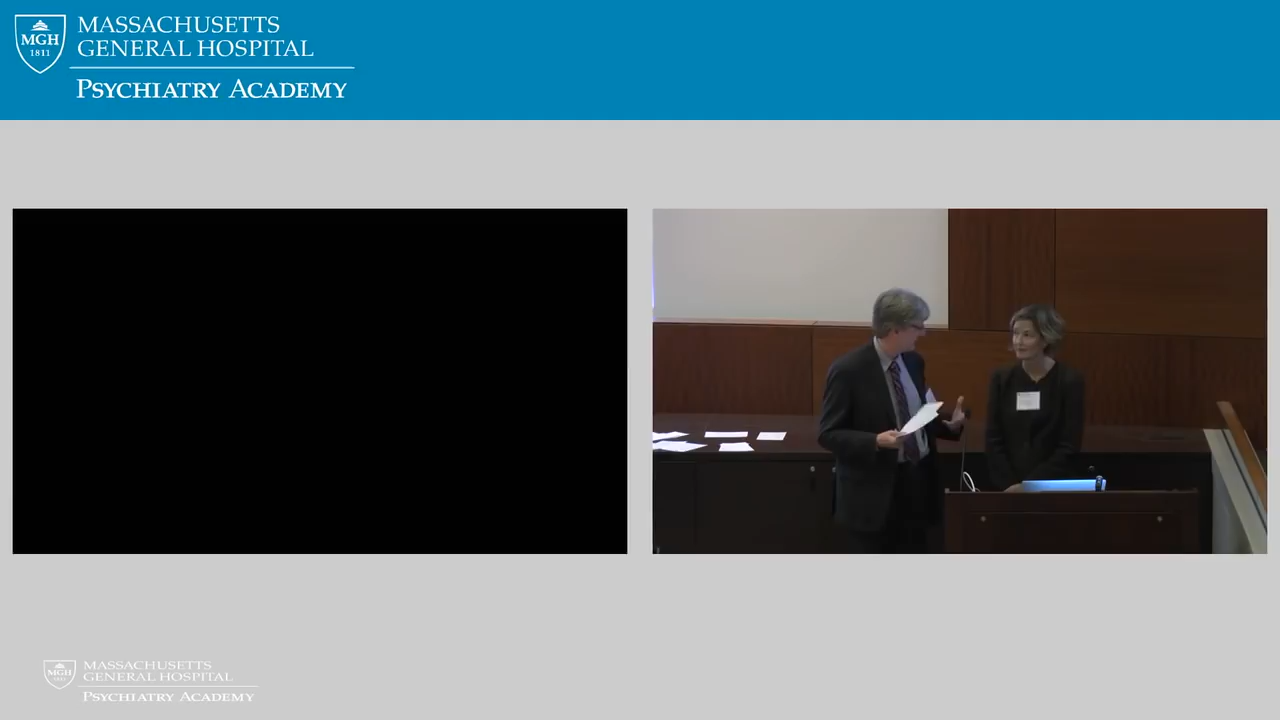 MGH
1811
MASSACHUSETTS
GENERAL HOSPITAL
PSYCHIATRY ACADEMY
MGH
1811
MASSACHUSETTS
GENERAL HOSPITAL
PSYCHIATRY ACADEMY